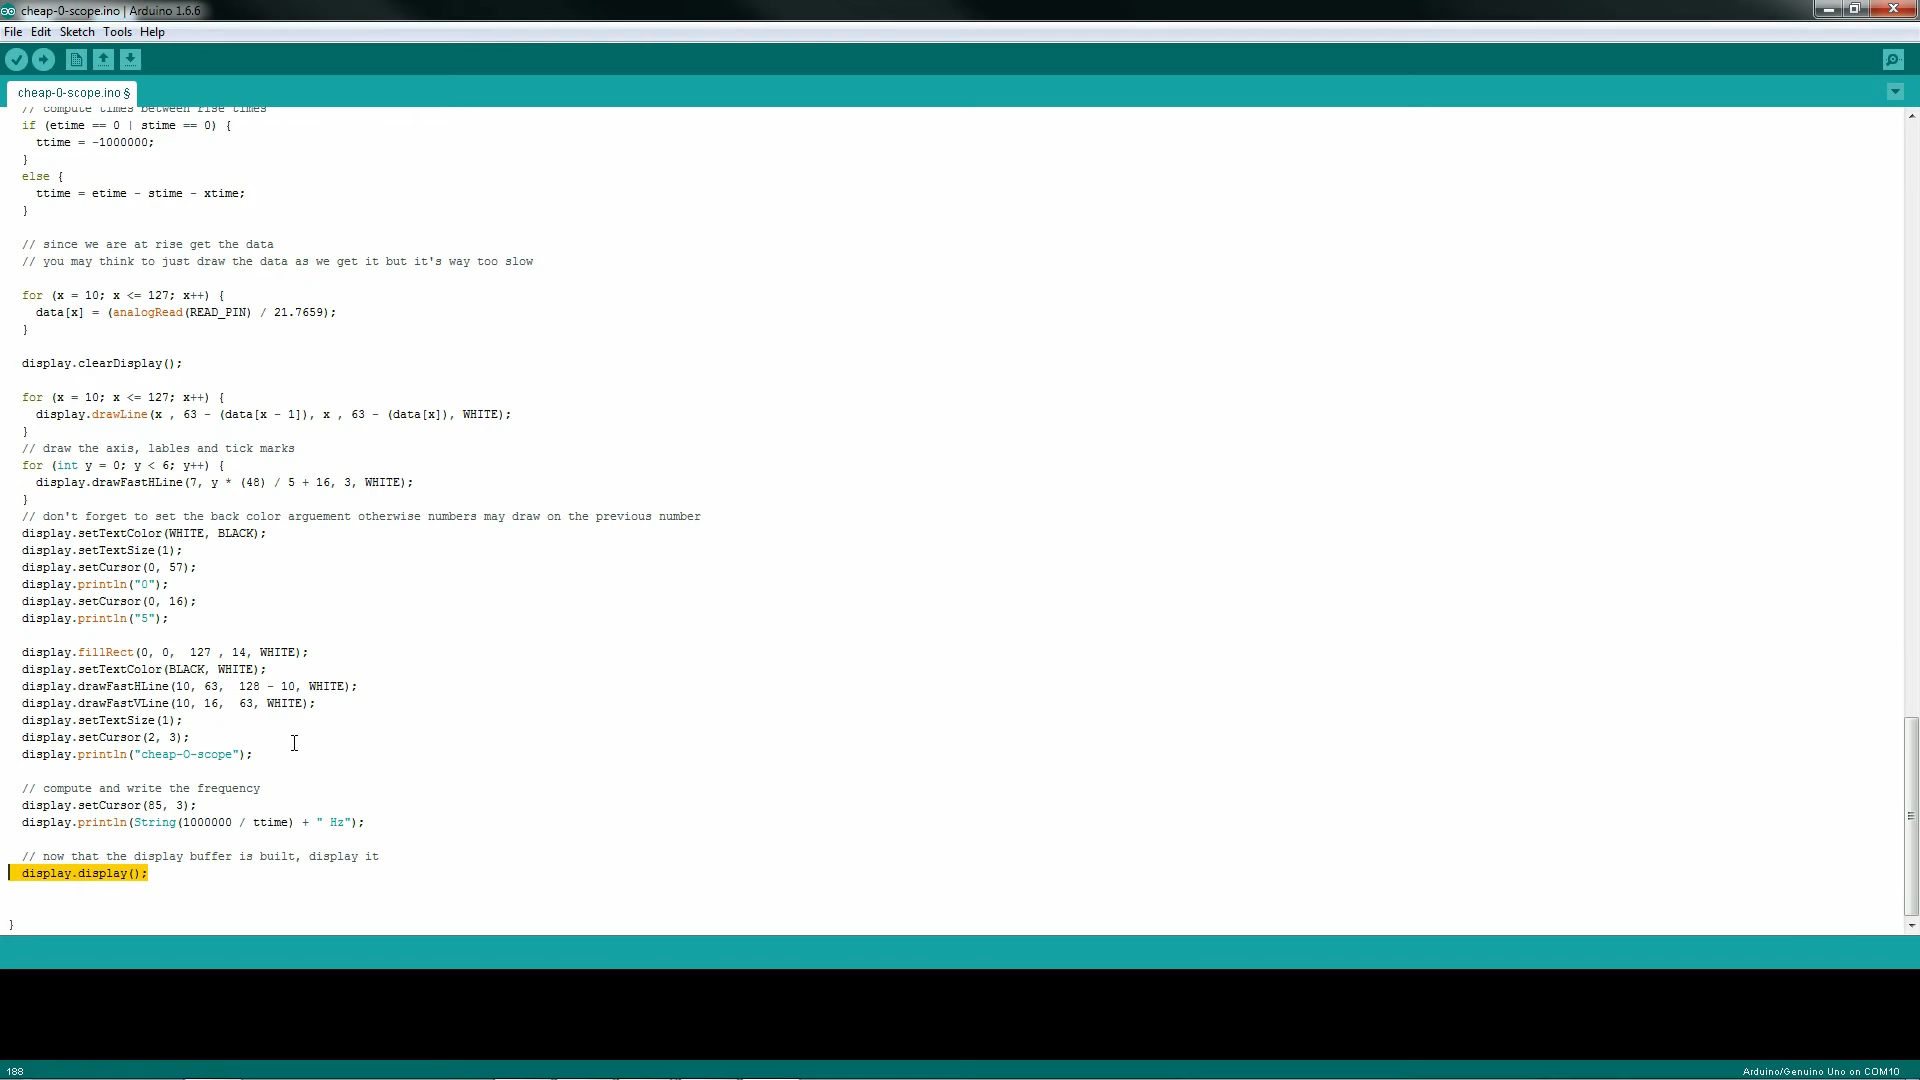 cheap-0-scope.ino | Arduino 1.6.6
File Edit Sketch Tools Help
cheap-0-scope.ino §
// compute times between rise times
if (etime == 0 | stime == 0) {
ttime = -1000000;
}
else {
ttime = etime - stime - xtime;
}
// since we are at rise get the data
// you may think to just draw the data as we get it but it's way too slow
for (x = 10; x <= 127; x++) {
data[x] = (analogRead(READ_PIN) / 21.7659);
}
display.clearDisplay();
for (x = 10; x <= 127; x++) {
display.drawLine(x , 63 - (data[x - 1]), x , 63 - (data[x]), WHITE);
}
// draw the axis, lables and tick marks
for (int y = 0; y < 6; y++) {
display.drawFastHLine(7, y * (48) / 5 + 16, 3, WHITE);
}
// don't forget to set the back color arguement otherwise numbers may draw on the previous number
display.setTextColor(WHITE, BLACK);
display.setTextSize(1);
display.setCursor(0, 57);
display.println("0");
display.setCursor(0, 16);
display.println("5");
display.fillRect(0, 0,  127 , 14, WHITE);
display.setTextColor(BLACK, WHITE);
display.drawFastHLine(10, 63,  128 - 10, WHITE);
display.drawFastVLine(10, 16,  63, WHITE);
display.setTextSize(1);
display.setCursor(2, 3);
display.println("cheap-O-scope");
// compute and write the frequency
display.setCursor(85, 3);
display.println(String(1000000 / ttime) + " Hz");
// now that the display buffer is built, display it
display.display();
}
188
Arduino/Genuino Uno on COM10